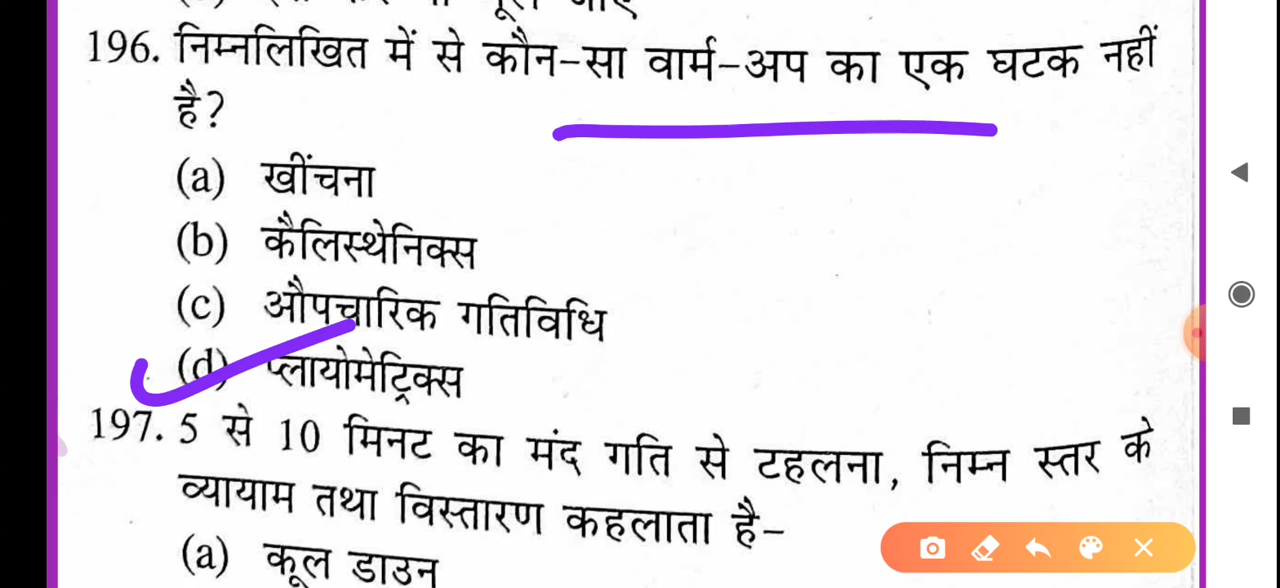 196. निम्नलिखित में से कौन-सा वार्म-अप का एक घटक नहीं
है?
(a) खींचना
(b) कैलिस्थेनिक्स
(c) औपचारिक गतिविधि
(d) प्लायोमेट्रिक्स
197. 5 से 10 मिनट का मंद गति से टहलना, निम्न स्तर के
व्यायाम तथा विस्तारण कहलाता है-
(a) कूल डाउन